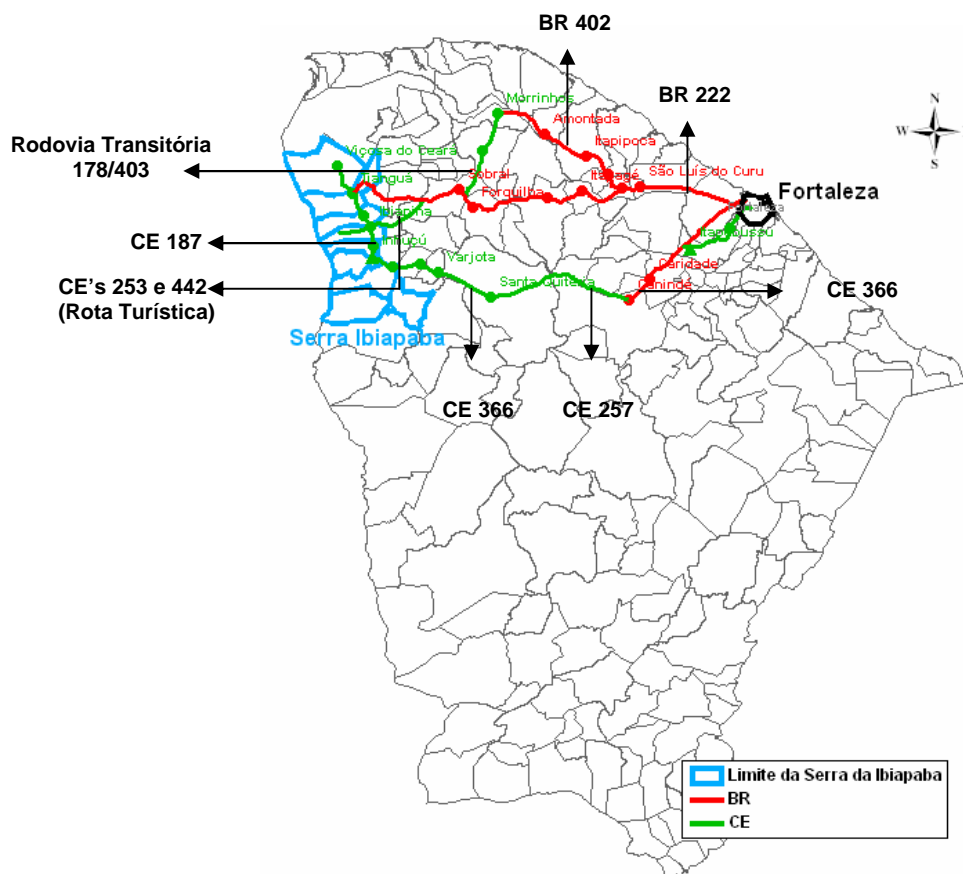 BR 402
BR 222
Morrinhos
Amontada
Itapipoca
Rodovia Transitória
178/403
Viçosa do Ceará
Tianguá
Sobral
Forquilha
São Luís do Curu
Fortaleza
Ibiapina
CE 187
Varjota
Caridade
Canindé
Santa Quitéria
CE's 253 e 442
(Rota Turística)
CE 366
Serra Ibiapaba
CE 366
CE 257
N
W
S
Limite da Serra da Ibiapaba
BR
CE